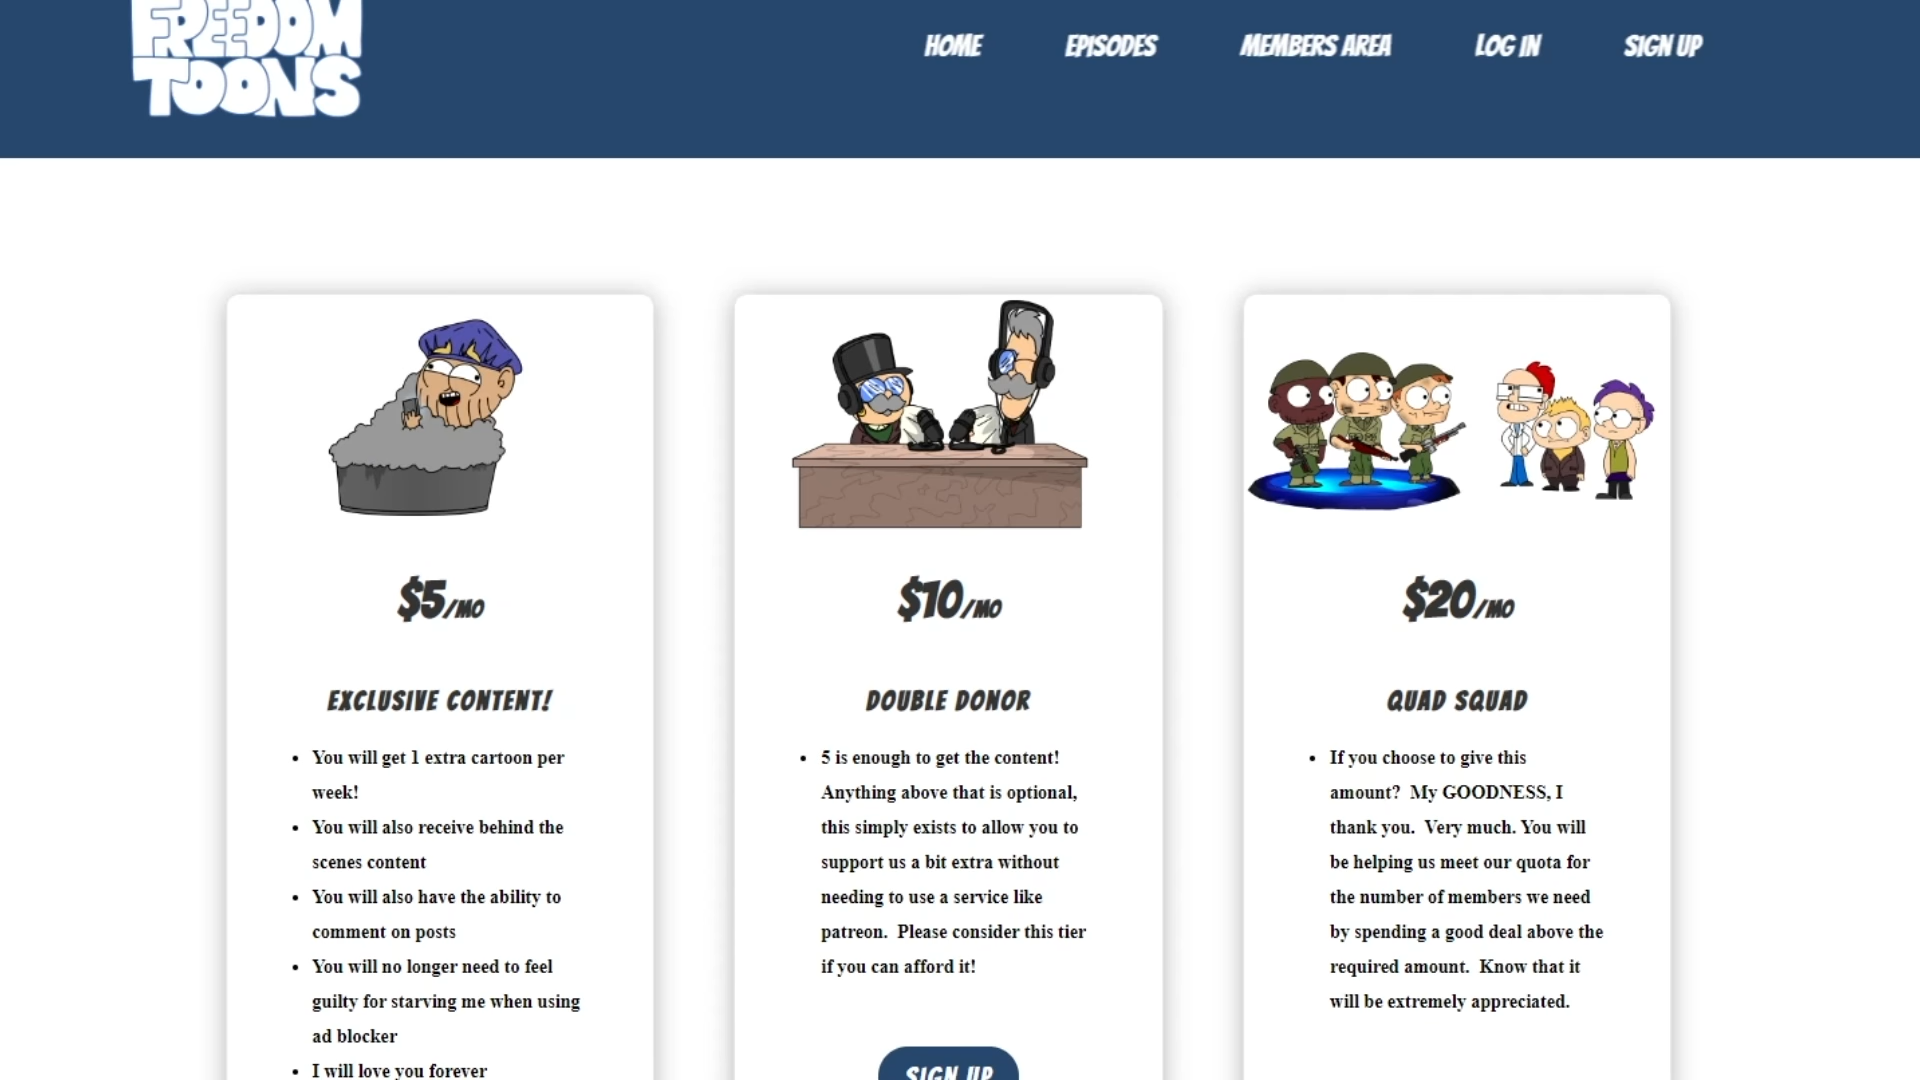 FREEDOM
TOONS
HOME
EPISODES
MEMBERS AREA
LOG IN
SIGN UP
$5/MO
EXCLUSIVE CONTENT!
• You will get 1 extra cartoon per
week!
• You will also receive behind the
scenes content
• You will also have the ability to
comment on posts
• You will no longer need to feel
guilty for starving me when using
ad blocker
• I will love you forever
$10/MO
DOUBLE DONOR
• 5 is enough to get the content!
Anything above that is optional,
this simply exists to allow you to
support us a bit extra without
needing to use a service like
patreon.  Please consider this tier
if you can afford it!
SIGN UP
$20/MO
QUAD SQUAD
• If you choose to give this
amount?  My GOODNESS, I
thank you.  Very much. You will
be helping us meet our quota for
the number of members we need
by spending a good deal above the
required amount.  Know that it
will be extremely appreciated.